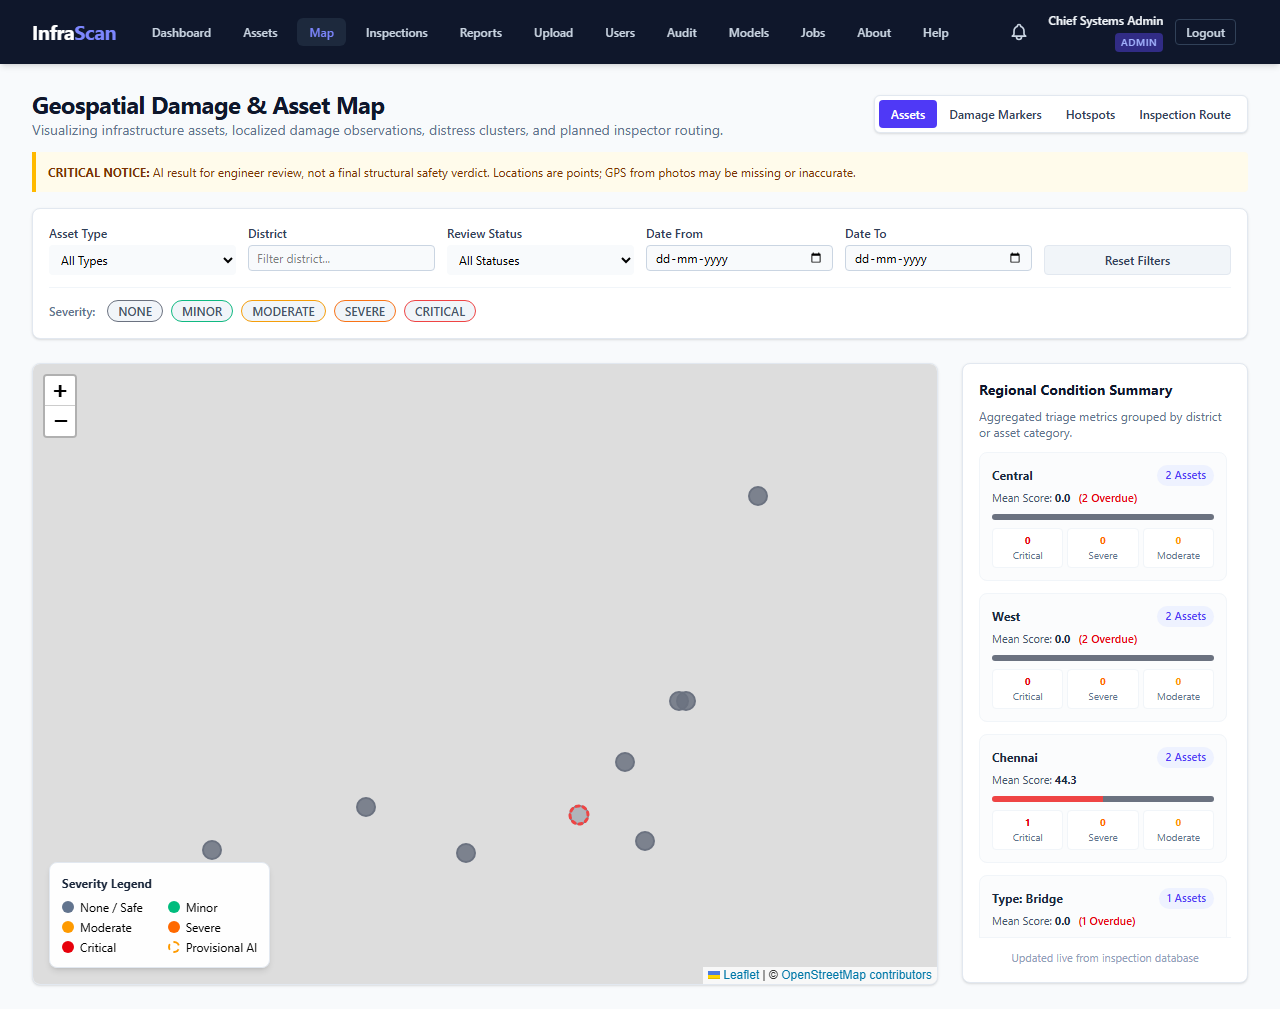 InfraScan
Dashboard
Assets
Map
Inspections
Reports
Upload
Users
Audit
Models
Jobs
About
Help
Chief Systems Admin
ADMIN
Logout
Geospatial Damage & Asset Map
Visualizing infrastructure assets, localized damage observations, distress clusters, and planned inspector routing.
Assets
Damage Markers
Hotspots
Inspection Route
CRITICAL NOTICE: AI result for engineer review, not a final structural safety verdict. Locations are points; GPS from photos may be missing or inaccurate.
Asset Type
District
Review Status
Date From
Date To
All Types
Filter district...
All Statuses
dd-mm-yyyy
dd-mm-yyyy
Reset Filters
Severity:
NONE
MINOR
MODERATE
SEVERE
CRITICAL
+
−
Severity Legend
None / Safe
Minor
Moderate
Severe
Critical
Provisional AI
Leaflet | © OpenStreetMap contributors
Regional Condition Summary
Aggregated triage metrics grouped by district
or asset category.
Central
2 Assets
Mean Score: 0.0 (2 Overdue)
0
Critical
0
Severe
0
Moderate
West
2 Assets
Mean Score: 0.0 (2 Overdue)
0
Critical
0
Severe
0
Moderate
Chennai
2 Assets
Mean Score: 44.3
1
Critical
0
Severe
0
Moderate
Type: Bridge
1 Assets
Mean Score: 0.0 (1 Overdue)
Updated live from inspection database